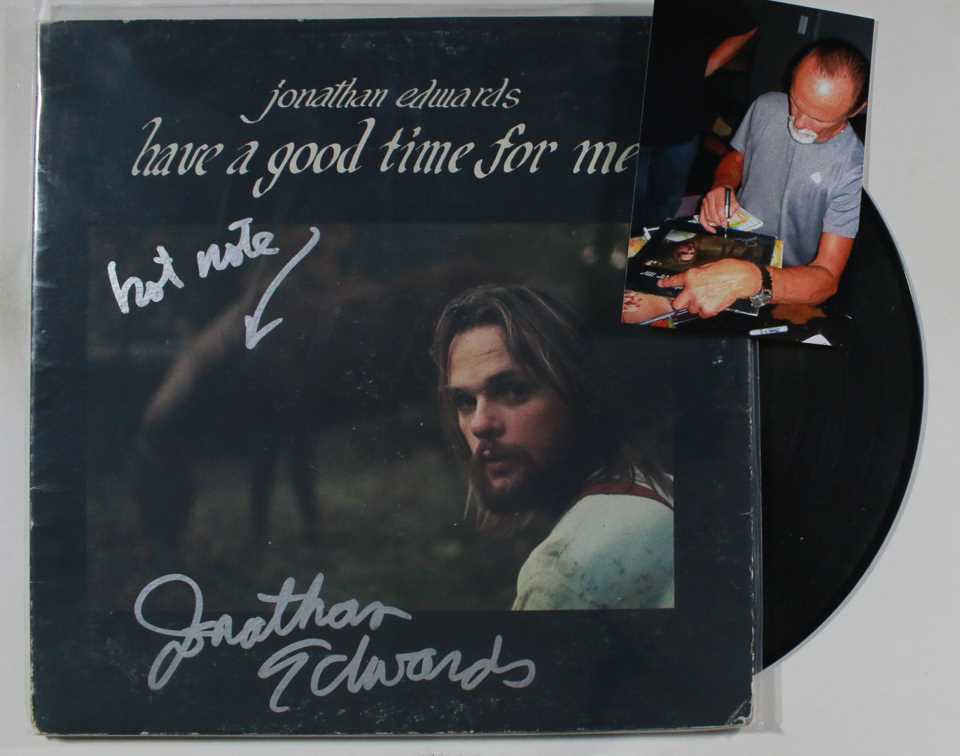 jonathan edwards
have a good time for me
hot note
Jonathan
Edwards